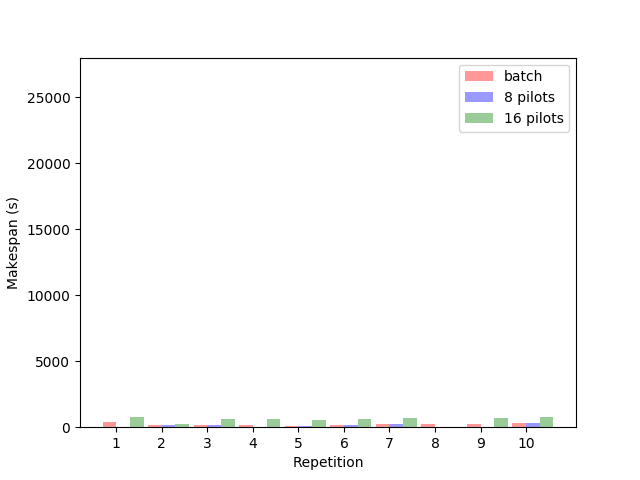 batch
8 pilots
16 pilots
25000
20000
15000
10000
5000
0
Makespan (s)
1 2 3 4 5 6 7 8 9 10
Repetition